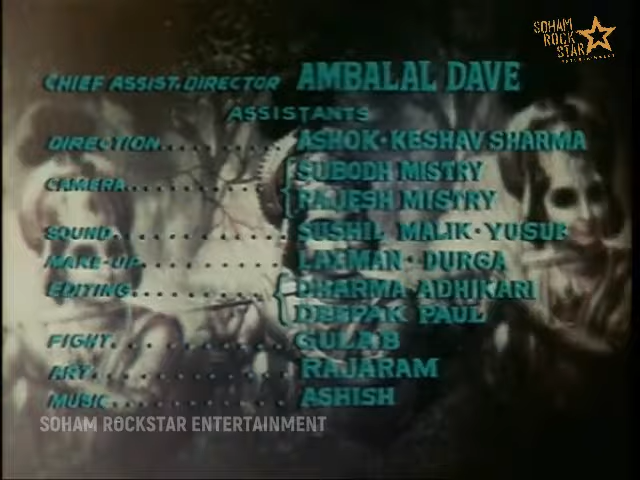 SOHAM
ROCK
STAR
ENTERTAINMENT
CHIEF ASSIST. DIRECTOR AMBALAL DAVE
ASSISTANTS
DIRECTION.......... ASHOK • KESHAV SHARMA
CAMERA............. { SUBODH MISTRY
RAJESH MISTRY
SOUND.............. SUSHIL MALIK • YUSUF
MAKE-UP............ LAXMAN • DURGA
EDITING............ { DHARMA ADHIKARI
DEEPAK PAUL
FIGHT.............. GULAB
ART................ RAJARAM
MUSIC.............. ASHISH
SOHAM ROCKSTAR ENTERTAINMENT